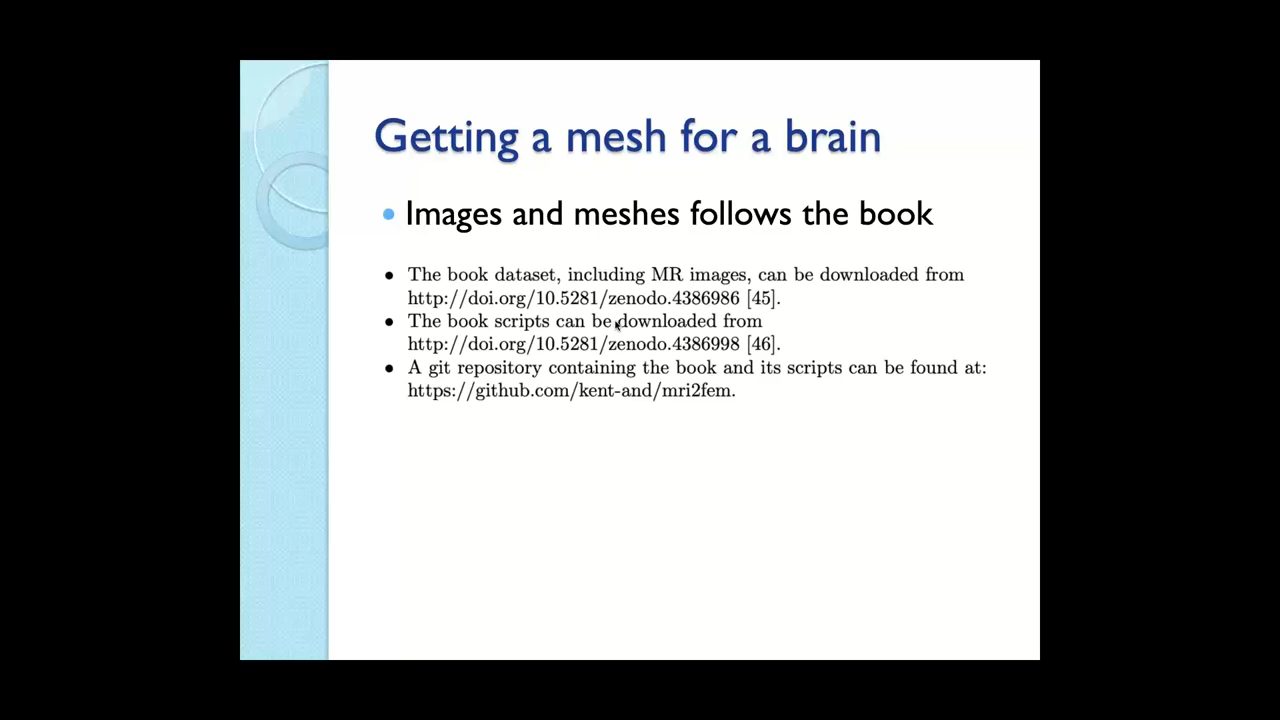 Getting a mesh for a brain
• Images and meshes follows the book
• The book dataset, including MR images, can be downloaded from
http://doi.org/10.5281/zenodo.4386986 [45].
• The book scripts can be downloaded from
http://doi.org/10.5281/zenodo.4386998 [46].
• A git repository containing the book and its scripts can be found at:
https://github.com/kent-and/mri2fem.